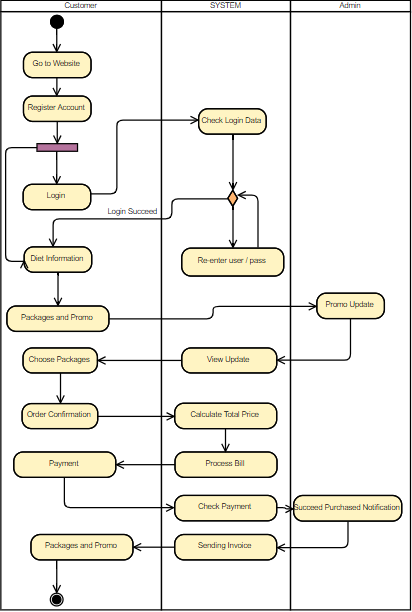 Customer
SYSTEM
Admin
Go to Website
Register Account
Check Login Data
Login
Login Succeed
Diet Information
Re-enter user / pass
Packages and Promo
Promo Update
Choose Packages
View Update
Order Confirmation
Calculate Total Price
Payment
Process Bill
Check Payment
Succeed Purchased Notification
Packages and Promo
Sending Invoice